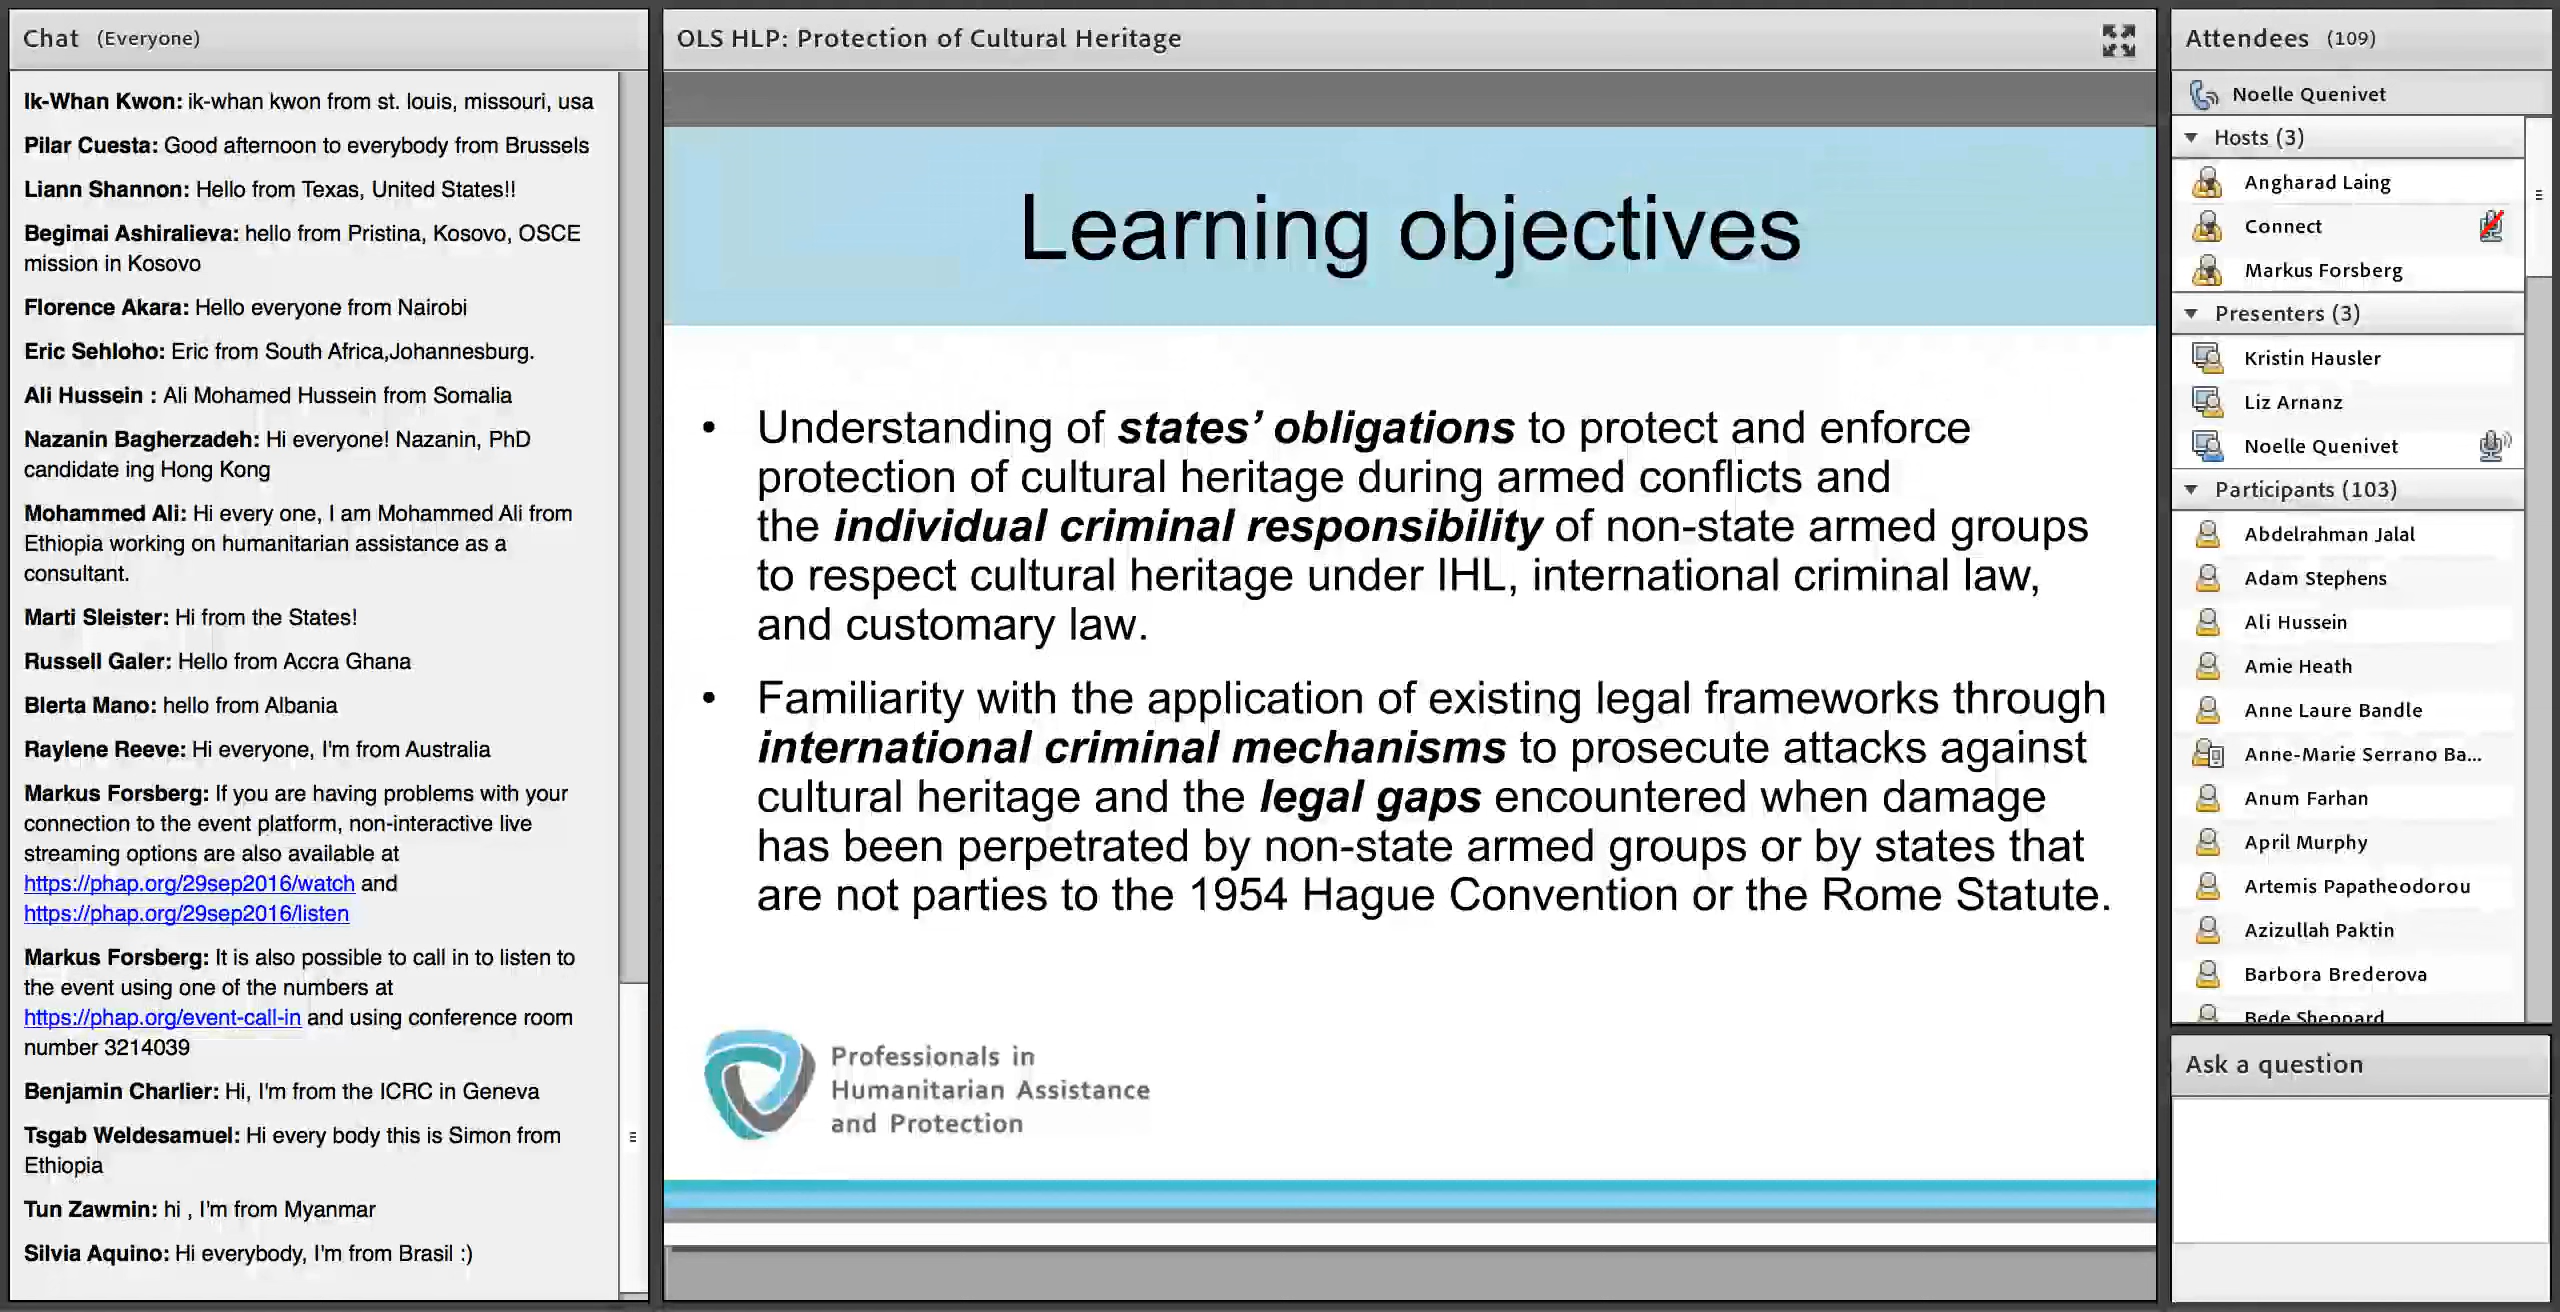 Chat (Everyone)
Ik-Whan Kwon: ik-whan kwon from st. louis, missouri, usa
Pilar Cuesta: Good afternoon to everybody from Brussels
Liann Shannon: Hello from Texas, United States!!
Begimai Ashiralieva: hello from Pristina, Kosovo, OSCE
mission in Kosovo
Florence Akara: Hello everyone from Nairobi
Eric Sehloho: Eric from South Africa,Johannesburg.
Ali Hussein : Ali Mohamed Hussein from Somalia
Nazanin Bagherzadeh: Hi everyone! Nazanin, PhD
candidate ing Hong Kong
Mohammed Ali: Hi every one, I am Mohammed Ali from
Ethiopia working on humanitarian assistance as a
consultant.
Marti Sleister: Hi from the States!
Russell Galer: Hello from Accra Ghana
Blerta Mano: hello from Albania
Raylene Reeve: Hi everyone, I'm from Australia
Markus Forsberg: If you are having problems with your
connection to the event platform, non-interactive live
streaming options are also available at
https://phap.org/29sep2016/watch and
https://phap.org/29sep2016/listen
Markus Forsberg: It is also possible to call in to listen to
the event using one of the numbers at
https://phap.org/event-call-in and using conference room
number 3214039
Benjamin Charlier: Hi, I'm from the ICRC in Geneva
Tsgab Weldesamuel: Hi every body this is Simon from
Ethiopia
Tun Zawmin: hi , I'm from Myanmar
Silvia Aquino: Hi everybody, I'm from Brasil :)
OLS HLP: Protection of Cultural Heritage
Learning objectives
• Understanding of states’ obligations to protect and enforce
protection of cultural heritage during armed conflicts and
the individual criminal responsibility of non-state armed groups
to respect cultural heritage under IHL, international criminal law,
and customary law.
• Familiarity with the application of existing legal frameworks through
international criminal mechanisms to prosecute attacks against
cultural heritage and the legal gaps encountered when damage
has been perpetrated by non-state armed groups or by states that
are not parties to the 1954 Hague Convention or the Rome Statute.
Professionals in
Humanitarian Assistance
and Protection
Attendees (109)
Noelle Quenivet
Hosts (3)
Angharad Laing
Connect
Markus Forsberg
Presenters (3)
Kristin Hausler
Liz Arnanz
Noelle Quenivet
Participants (103)
Abdelrahman Jalal
Adam Stephens
Ali Hussein
Amie Heath
Anne Laure Bandle
Anne-Marie Serrano Ba...
Anum Farhan
April Murphy
Artemis Papatheodorou
Azizullah Paktin
Barbora Brederova
Bede Sheppard
Ask a question